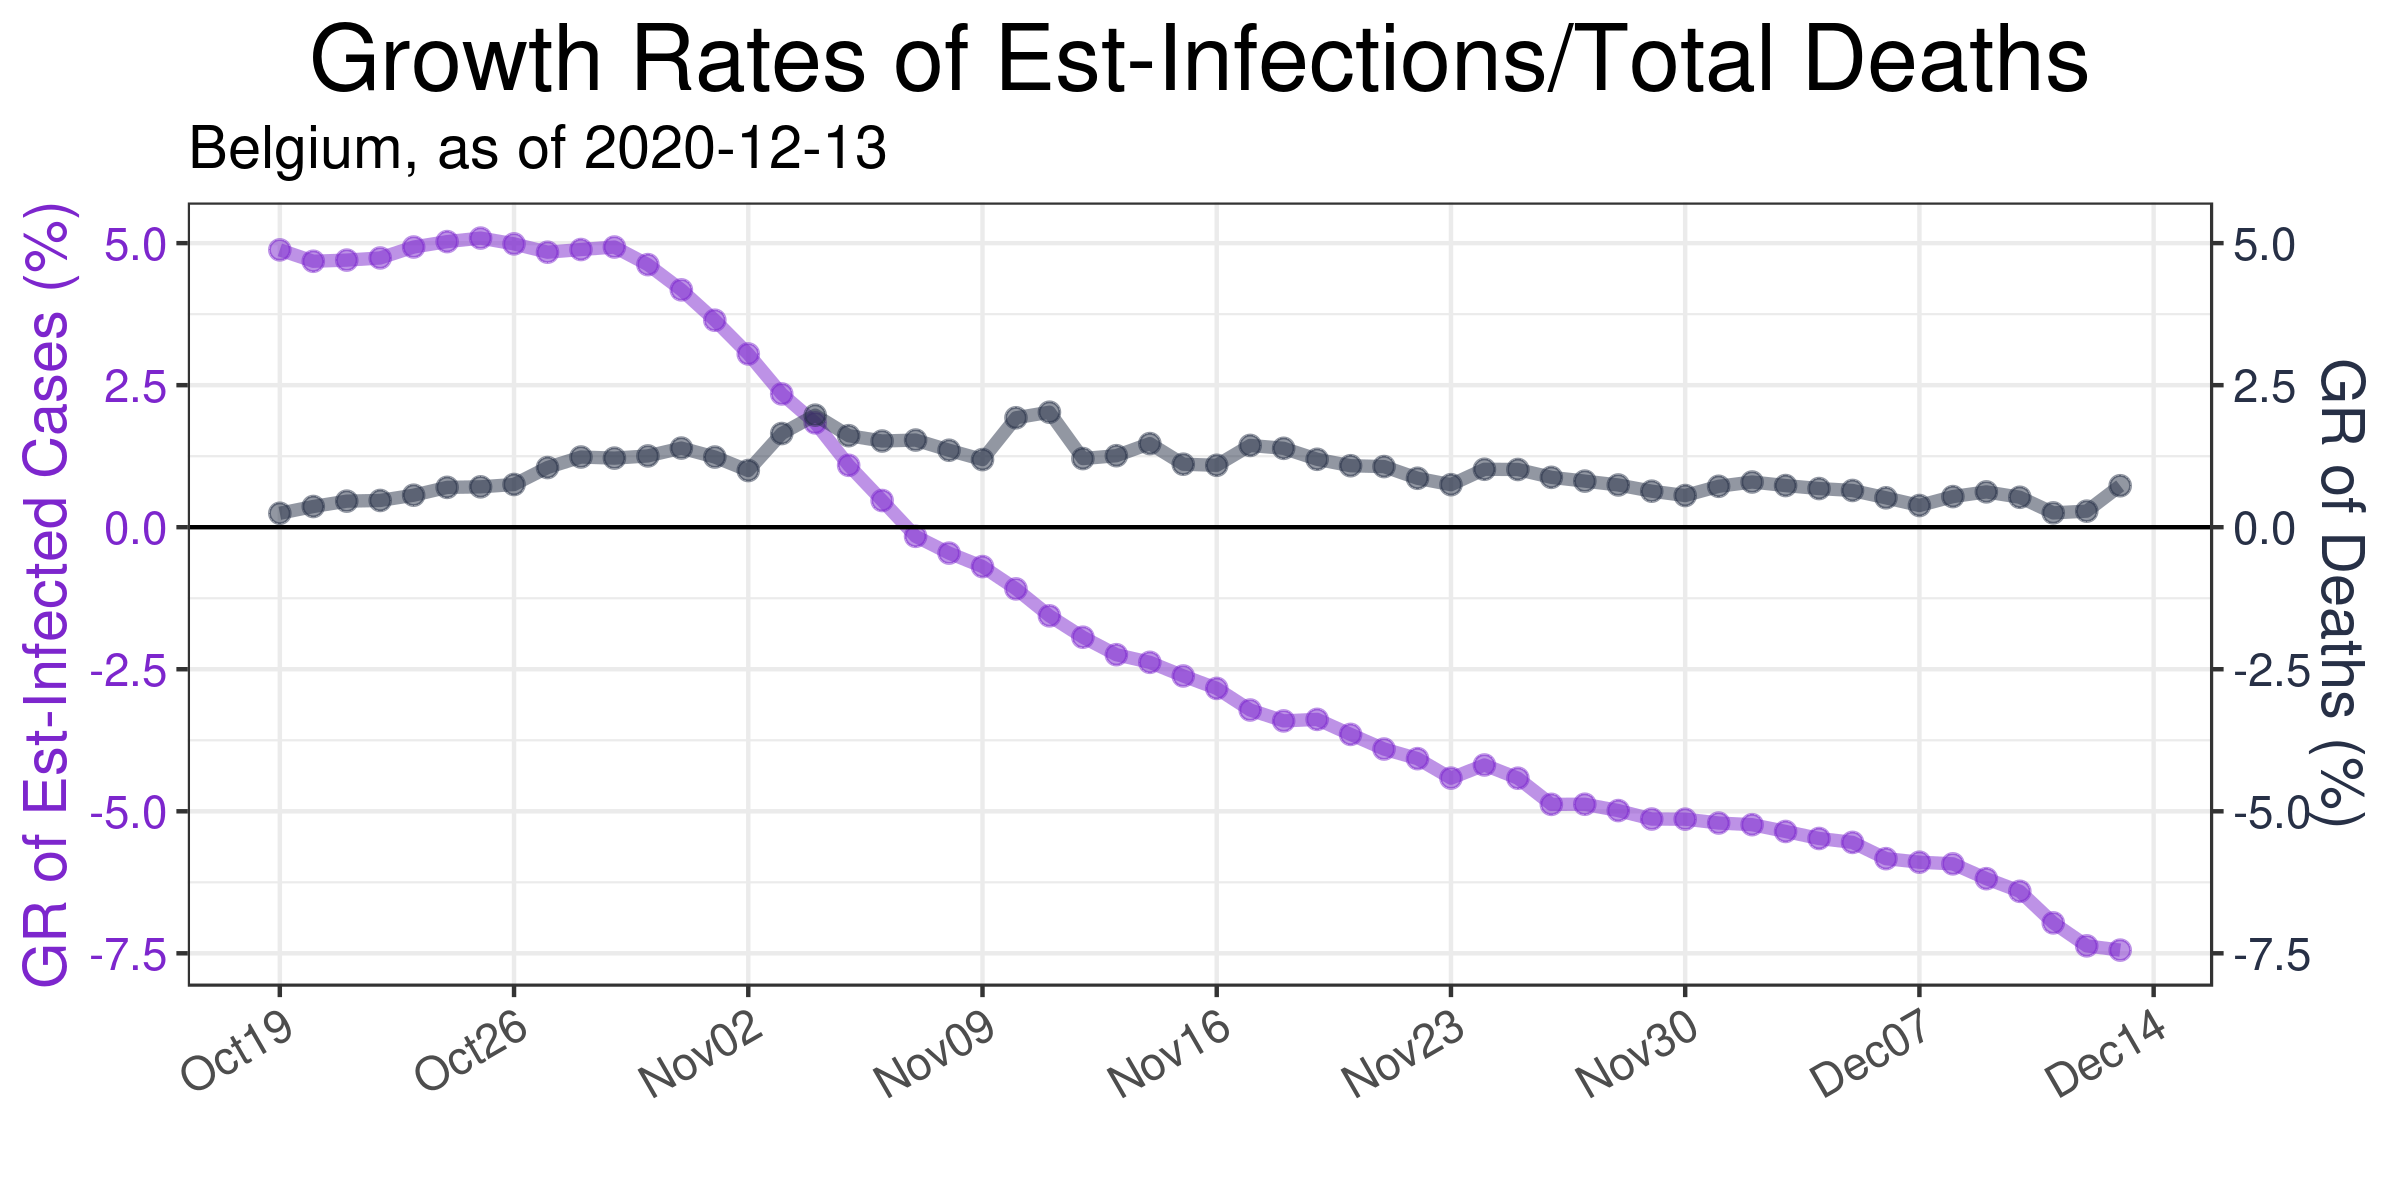 Growth Rates of Est-Infections/Total Deaths
Belgium, as of 2020-12-13
GR of Est-Infected Cases (%)
5.0
2.5
0.0
-2.5
-5.0
-7.5
5.0
2.5
0.0
-2.5
-5.0
-7.5
GR of Deaths (%)
Oct19
Oct26
Nov02
Nov09
Nov16
Nov23
Nov30
Dec07
Dec14